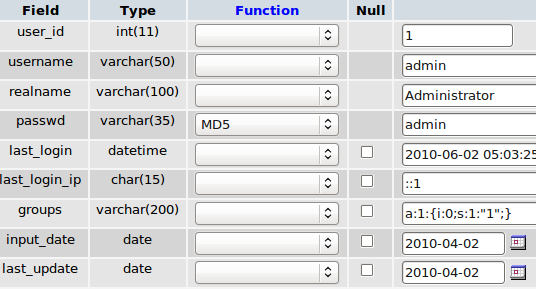 Field Type Function Null
user_id int(11) 1
username varchar(50) admin
realname varchar(100) Administrator
passwd varchar(35) MD5 admin
last_login datetime 2010-06-02 05:03:25
last_login_ip char(15) ::1
groups varchar(200) a:1:{i:0;s:1:"1";}
input_date date 2010-04-02
last_update date 2010-04-02